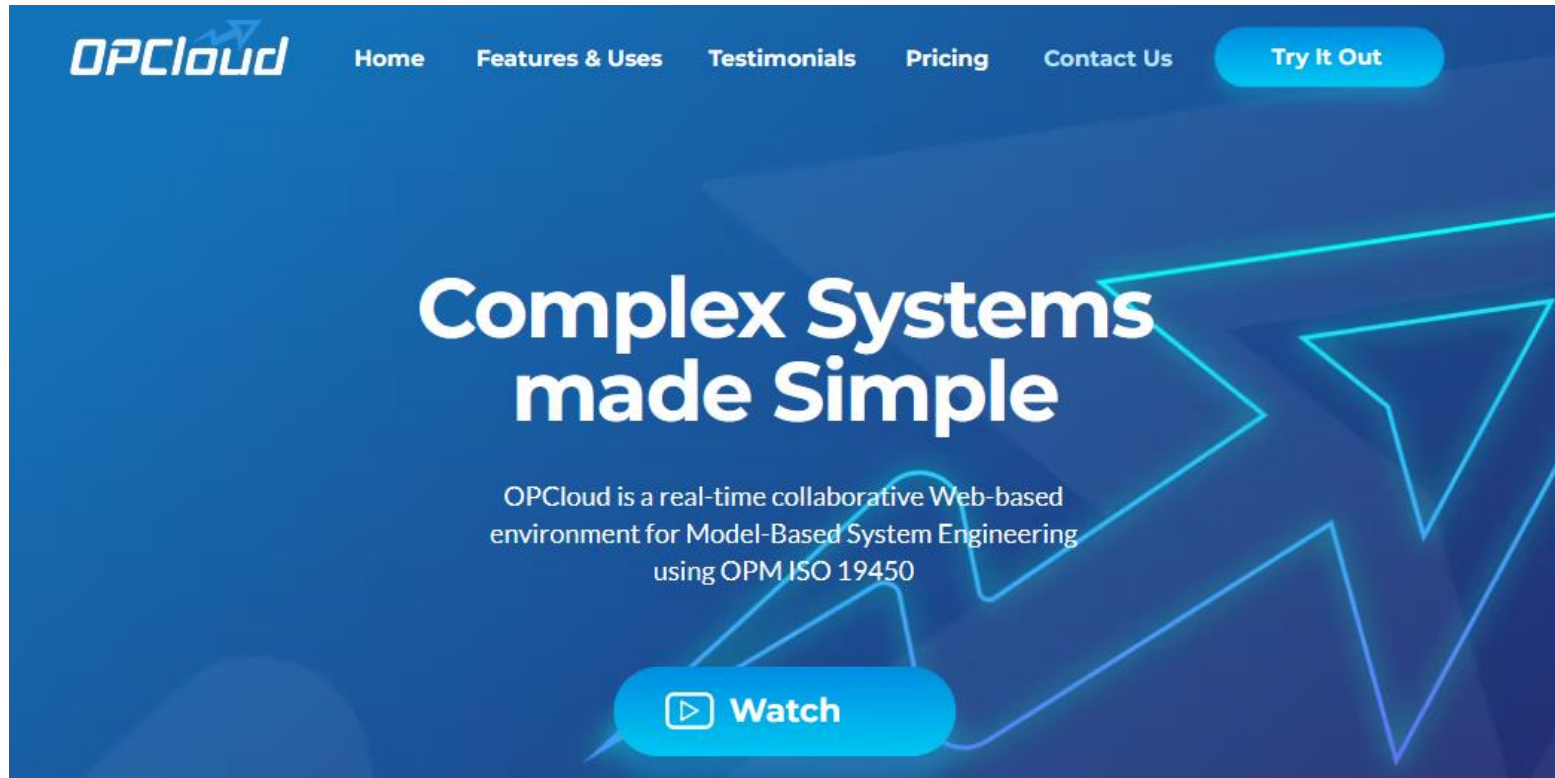 OPCloud
Home
Features & Uses
Testimonials
Pricing
Contact Us
Try It Out
Complex Systems
made Simple
OPCloud is a real-time collaborative Web-based
environment for Model-Based System Engineering
using OPM ISO 19450
Watch